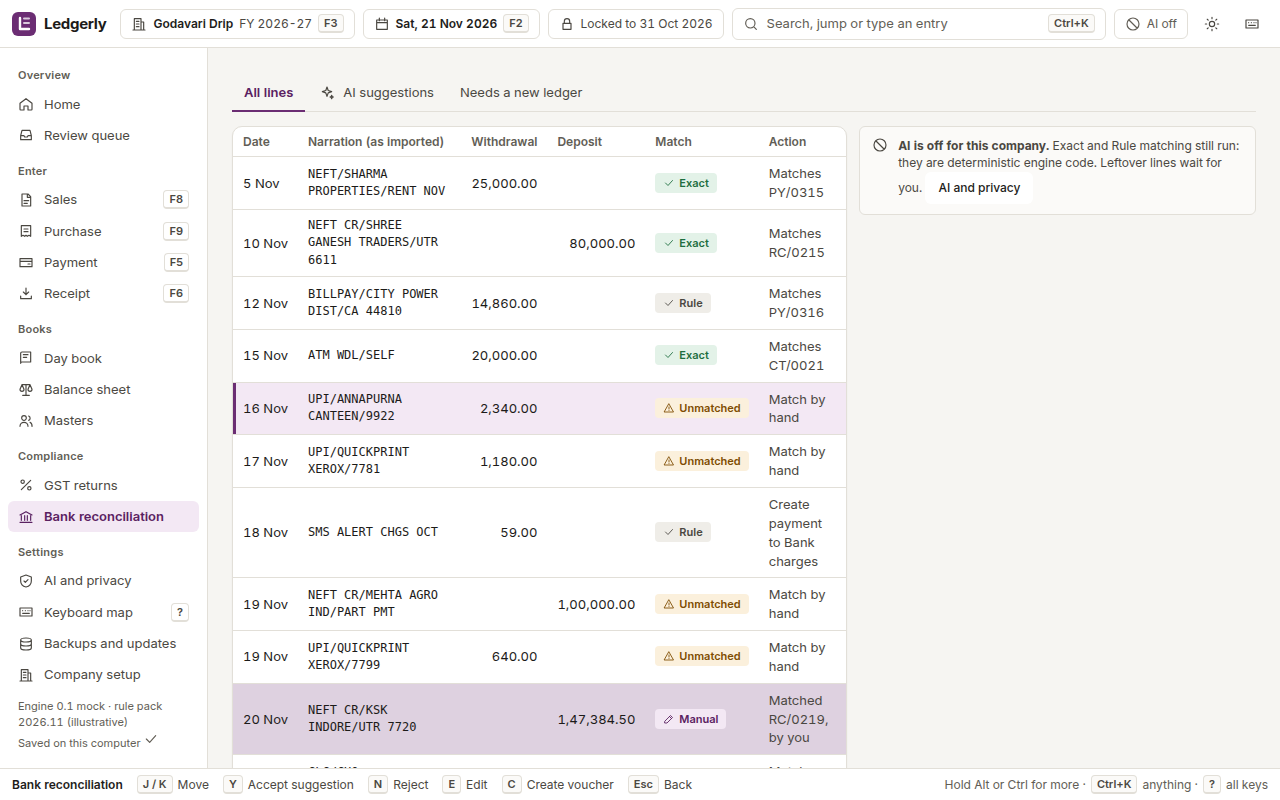 Ledgerly
Godavari Drip FY 2026-27 F3
Sat, 21 Nov 2026 F2
Locked to 31 Oct 2026
Search, jump or type an entry Ctrl+K
AI off
Overview
Home
Review queue
Enter
Sales F8
Purchase F9
Payment F5
Receipt F6
Books
Day book
Balance sheet
Masters
Compliance
GST returns
Bank reconciliation
Settings
AI and privacy
Keyboard map ?
Backups and updates
Company setup
Engine 0.1 mock · rule pack
2026.11 (illustrative)
Saved on this computer
All lines AI suggestions Needs a new ledger
Date Narration (as imported) Withdrawal Deposit Match Action
5 Nov NEFT/SHARMA PROPERTIES/RENT NOV 25,000.00 Exact Matches PY/0315
10 Nov NEFT CR/SHREE GANESH TRADERS/UTR 6611 80,000.00 Exact Matches RC/0215
12 Nov BILLPAY/CITY POWER DIST/CA 44810 14,860.00 Rule Matches PY/0316
15 Nov ATM WDL/SELF 20,000.00 Exact Matches CT/0021
16 Nov UPI/ANNAPURNA CANTEEN/9922 2,340.00 Unmatched Match by hand
17 Nov UPI/QUICKPRINT XEROX/7781 1,180.00 Unmatched Match by hand
18 Nov SMS ALERT CHGS OCT 59.00 Rule Create payment to Bank charges
19 Nov NEFT CR/MEHTA AGRO IND/PART PMT 1,00,000.00 Unmatched Match by hand
19 Nov UPI/QUICKPRINT XEROX/7799 640.00 Unmatched Match by hand
20 Nov NEFT CR/KSK INDORE/UTR 7720 1,47,384.50 Manual Matched RC/0219, by you
AI is off for this company. Exact and Rule matching still run:
they are deterministic engine code. Leftover lines wait for
you. AI and privacy
Bank reconciliation J / K Move Y Accept suggestion N Reject E Edit C Create voucher Esc Back
Hold Alt or Ctrl for more · Ctrl+K anything · ? all keys